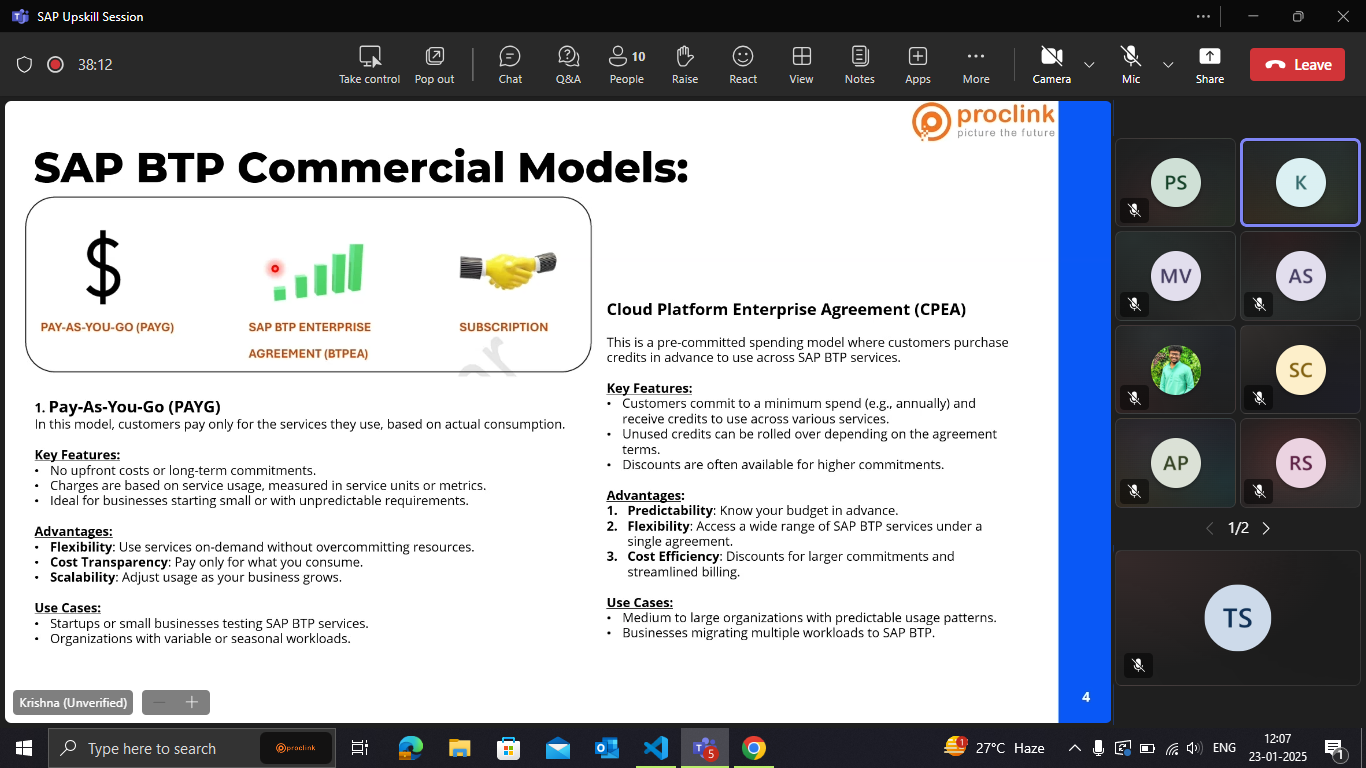 SAP Upskill Session
38:12
Take control
Pop out
Chat
Q&A
10
People
Raise
React
View
Notes
Apps
More
Camera
Mic
Share
Leave
proclink
picture the future
SAP BTP Commercial Models:
$
PAY-AS-YOU-GO (PAYG)
SAP BTP ENTERPRISE
AGREEMENT (BTPEA)
SUBSCRIPTION
1. Pay-As-You-Go (PAYG)
In this model, customers pay only for the services they use, based on actual consumption.
Key Features:
• No upfront costs or long-term commitments.
• Charges are based on service usage, measured in service units or metrics.
• Ideal for businesses starting small or with unpredictable requirements.
Advantages:
• Flexibility: Use services on-demand without overcommitting resources.
• Cost Transparency: Pay only for what you consume.
• Scalability: Adjust usage as your business grows.
Use Cases:
• Startups or small businesses testing SAP BTP services.
• Organizations with variable or seasonal workloads.
Cloud Platform Enterprise Agreement (CPEA)
This is a pre-committed spending model where customers purchase
credits in advance to use across SAP BTP services.
Key Features:
• Customers commit to a minimum spend (e.g., annually) and
receive credits to use across various services.
• Unused credits can be rolled over depending on the agreement
terms.
• Discounts are often available for higher commitments.
Advantages:
1. Predictability: Know your budget in advance.
2. Flexibility: Access a wide range of SAP BTP services under a
single agreement.
3. Cost Efficiency: Discounts for larger commitments and
streamlined billing.
Use Cases:
• Medium to large organizations with predictable usage patterns.
• Businesses migrating multiple workloads to SAP BTP.
4
Krishna (Unverified)
PS
K
MV
AS
SC
AP
RS
1/2
TS
Type here to search
proclink
5
1
27°C Haze
ENG
12:07
23-01-2025
1